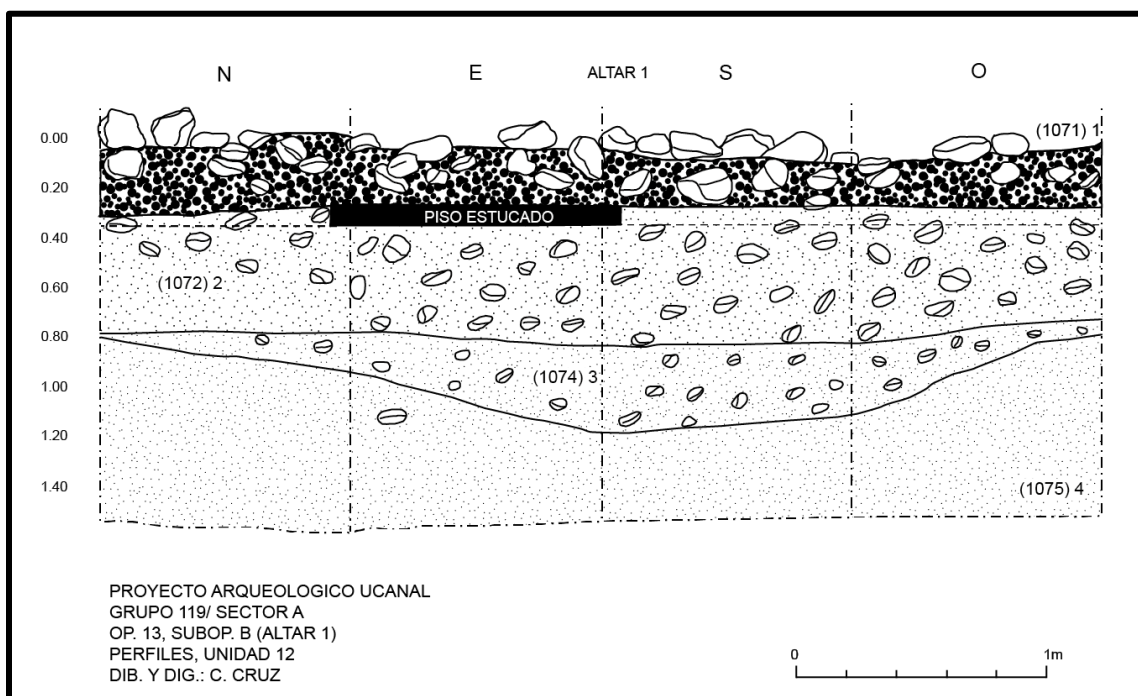 N E ALTAR 1 S O
0.00
(1071) 1
0.20
PISO ESTUCADO
0.40
0.60
(1072) 2
0.80
1.00
(1074) 3
1.20
1.40
(1075) 4
PROYECTO ARQUEOLOGICO UCANAL
GRUPO 119/ SECTOR A
OP. 13, SUBOP. B (ALTAR 1)
PERFILES, UNIDAD 12
DIB. Y DIG.: C. CRUZ
0 1m